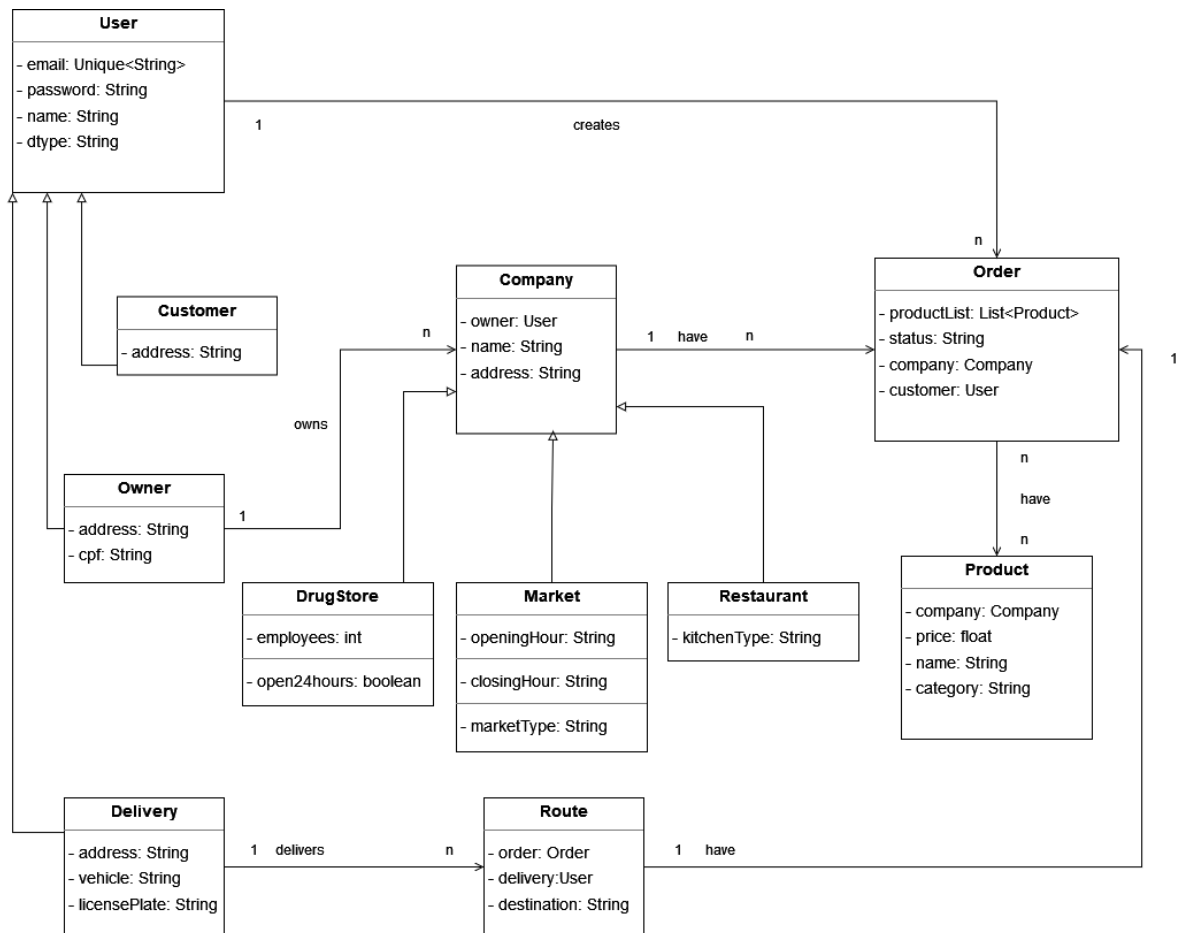 User
- email: Unique<String>
- password: String
- name: String
- dtype: String
1
creates
n
Order
- productList: List<Product>
- status: String
- company: Company
- customer: User
Company
- owner: User
- name: String
- address: String
1 have n
Customer
- address: String
n
owns
1
1
Owner
- address: String
- cpf: String
n
have
n
Product
- company: Company
- price: float
- name: String
- category: String
DrugStore
- employees: int
- open24hours: boolean
Market
- openingHour: String
- closingHour: String
- marketType: String
Restaurant
- kitchenType: String
Delivery
- address: String
- vehicle: String
- licensePlate: String
1 delivers n
Route
- order: Order
- delivery:User
- destination: String
1 have